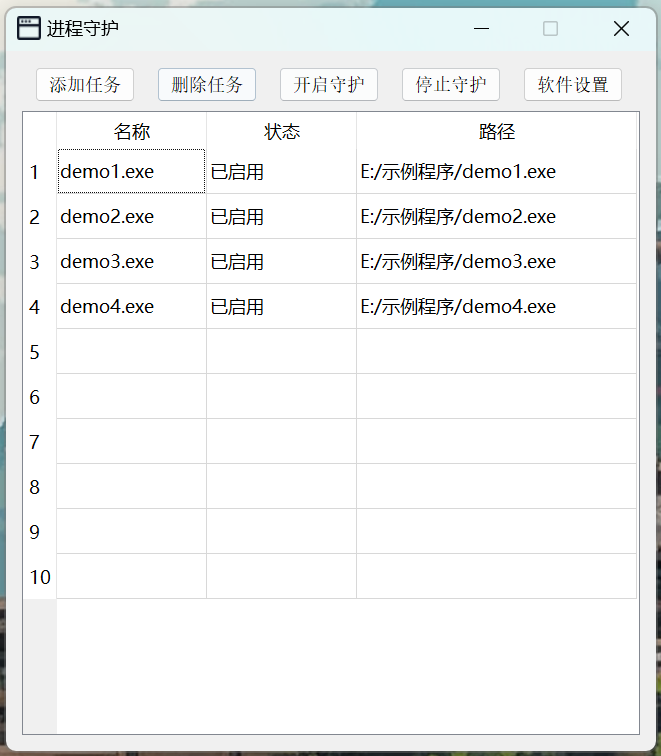 进程守护
添加任务 删除任务 开启守护 停止守护 软件设置
名称 状态 路径
1 demo1.exe 已启用 E:/示例程序/demo1.exe
2 demo2.exe 已启用 E:/示例程序/demo2.exe
3 demo3.exe 已启用 E:/示例程序/demo3.exe
4 demo4.exe 已启用 E:/示例程序/demo4.exe
5
6
7
8
9
10